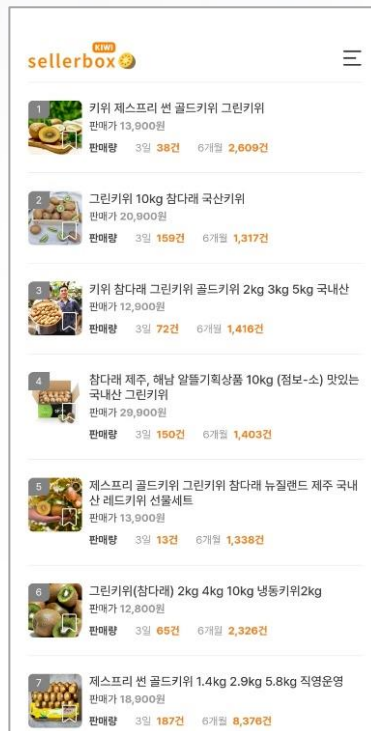 KIWI
sellerbox
1
키위 제스프리 썬 골드키위 그린키위
판매가 13,900원
판매량 3일 38건 6개월 2,609건
2
그린키위 10kg 참다래 국산키위
판매가 20,900원
판매량 3일 159건 6개월 1,317건
3
키위 참다래 그린키위 골드키위 2kg 3kg 5kg 국내산
판매가 12,900원
판매량 3일 72건 6개월 1,416건
4
참다래 제주, 해남 알뜰기획상품 10kg (점보-소) 맛있는
국내산 그린키위
판매가 29,900원
판매량 3일 150건 6개월 1,403건
5
제스프리 골드키위 그린키위 참다래 뉴질랜드 제주 국내
산 레드키위 선물세트
판매가 13,900원
판매량 3일 13건 6개월 1,338건
6
그린키위(참다래) 2kg 4kg 10kg 냉동키위2kg
판매가 12,800원
판매량 3일 65건 6개월 2,326건
7
제스프리 썬 골드키위 1.4kg 2.9kg 5.8kg 직영운영
판매가 18,900원
판매량 3일 187건 6개월 8,376건